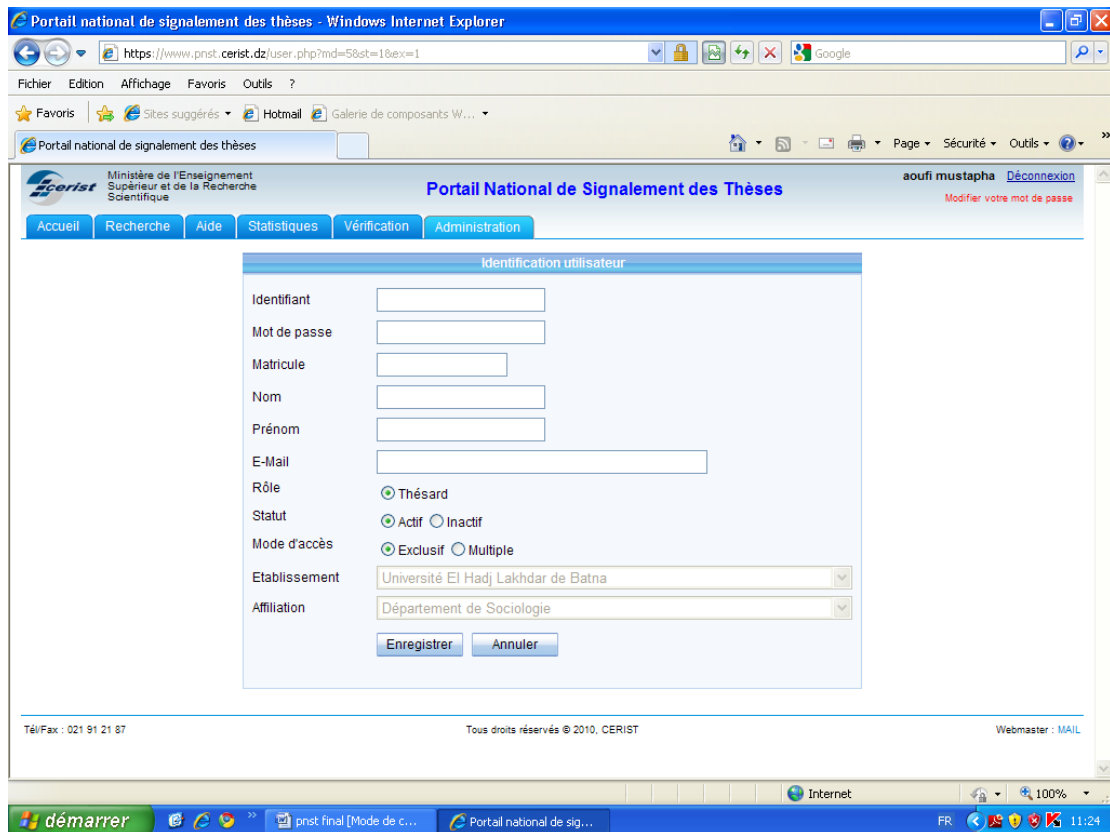 Portail national de signalement des thèses - Windows Internet Explorer
https://www.pnst.cerist.dz/user.php?md=5&st=1&ex=1
Google
Fichier Edition Affichage Favoris Outils ?
Favoris Sites suggérés Hotmail Galerie de composants W...
Portail national de signalement des thèses
Page Sécurité Outils »
cerist
Ministère de l'Enseignement
Supèrieur et de la Recherche
Scientifique
Portail National de Signalement des Thèses
aoufi mustapha Déconnexion
Modifier votre mot de passe
Accueil Recherche Aide Statistiques Vérification Administration
Identification utilisateur
Identifiant
Mot de passe
Matricule
Nom
Prénom
E-Mail
Rôle Thésard
Statut Actif Inactif
Mode d'accès Exclusif Multiple
Etablissement Université El Hadj Lakhdar de Batna
Affiliation Département de Sociologie
Enregistrer Annuler
Tél/Fax : 021 91 21 87 Tous droits réservés © 2010, CERIST Webmaster : MAIL
Internet 100%
démarrer » pnst final [Mode de c... Portail national de sig... FR 11:24